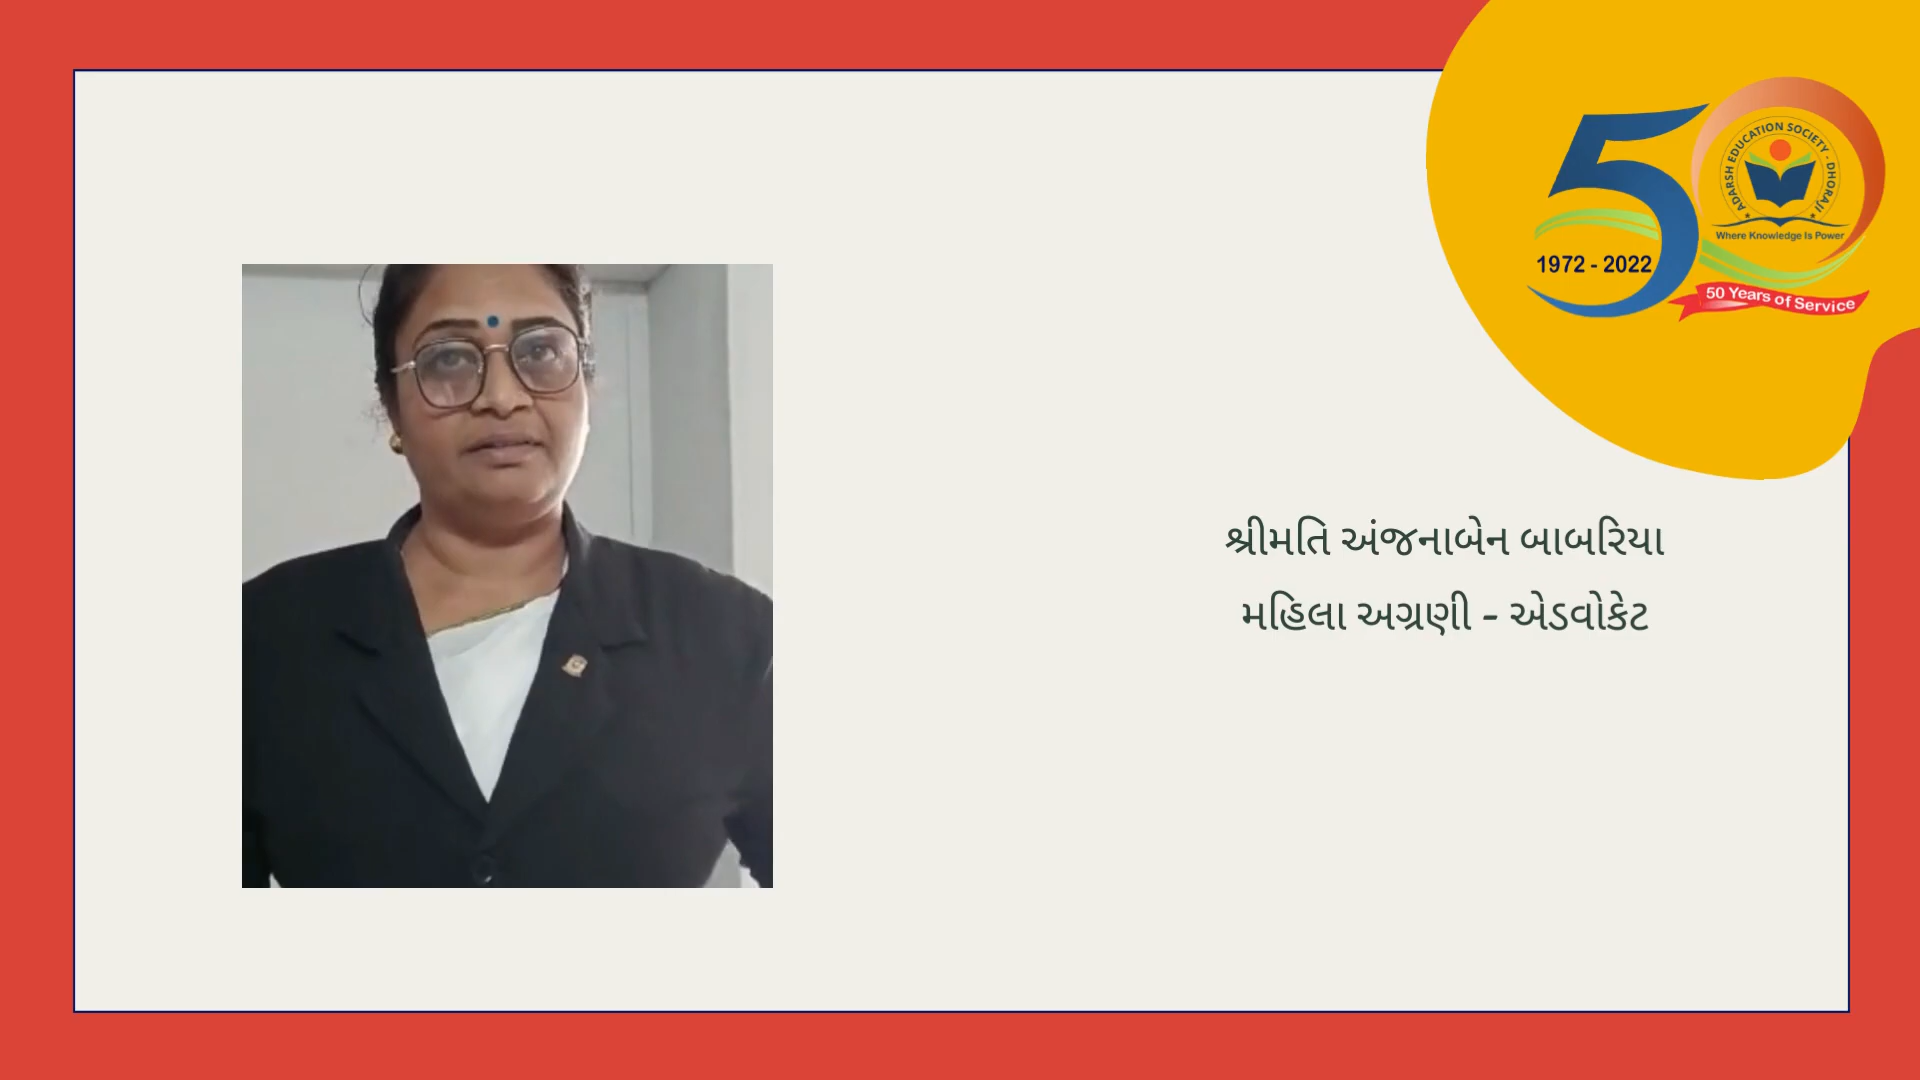 ADARSH EDUCATION SOCIETY - DHORAJI
Where Knowledge Is Power
1972 - 2022
50
50 Years of Service
શ્રીમતિ અંજનાબેન બાબરિયા
મહિલા અગ્રણી - એડવોકેટ